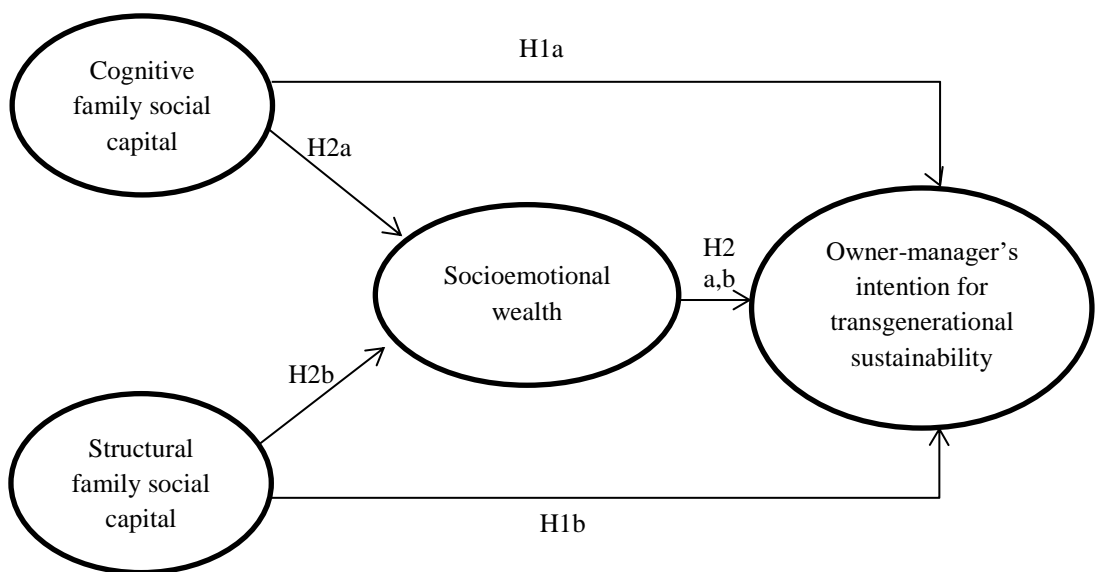 H1a
Cognitive
family social
capital
H2a
Socioemotional
wealth
H2
a,b
Owner-manager’s
intention for
transgenerational
sustainability
H2b
Structural
family social
capital
H1b